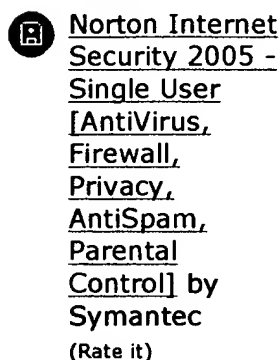 Norton Internet
Security 2005 -
Single User
[AntiVirus,
Firewall,
Privacy,
AntiSpam,
Parental
Control] by
Symantec
(Rate it)